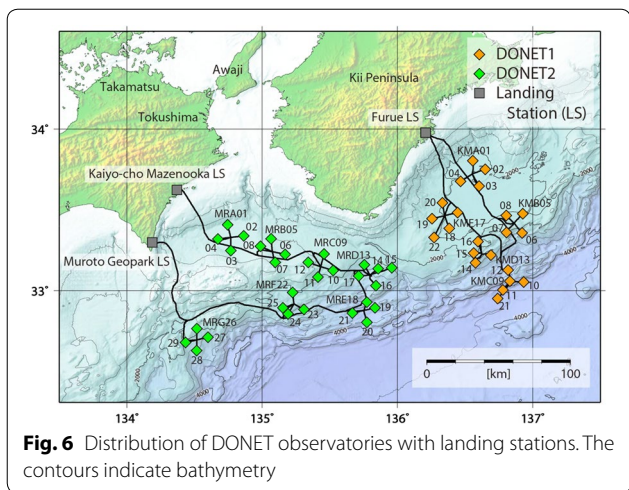 Awaji
Takamatsu
Tokushima
Kii Peninsula
DONET1
DONET2
Landing
Station (LS)
34°
Furue LS
Kaiyo-cho Mazenooka LS
Muroto Geopark LS
33°
KMA01
02
04
03
20
19
18
22
KME17
08
KMB05
07
06
16
15
14
KMD13
12
KMC09
10
11
21
MRA01
02
04
03
08
MRB05
07
06
MRC09
12
11
10
MRD13
14
15
17
16
MRF22
25
24
23
MRE18
19
21
20
MRG26
29
27
28
2000
4000
0
[km]
100
134°
135°
136°
137°
Fig. 6 Distribution of DONET observatories with landing stations. The
contours indicate bathymetry